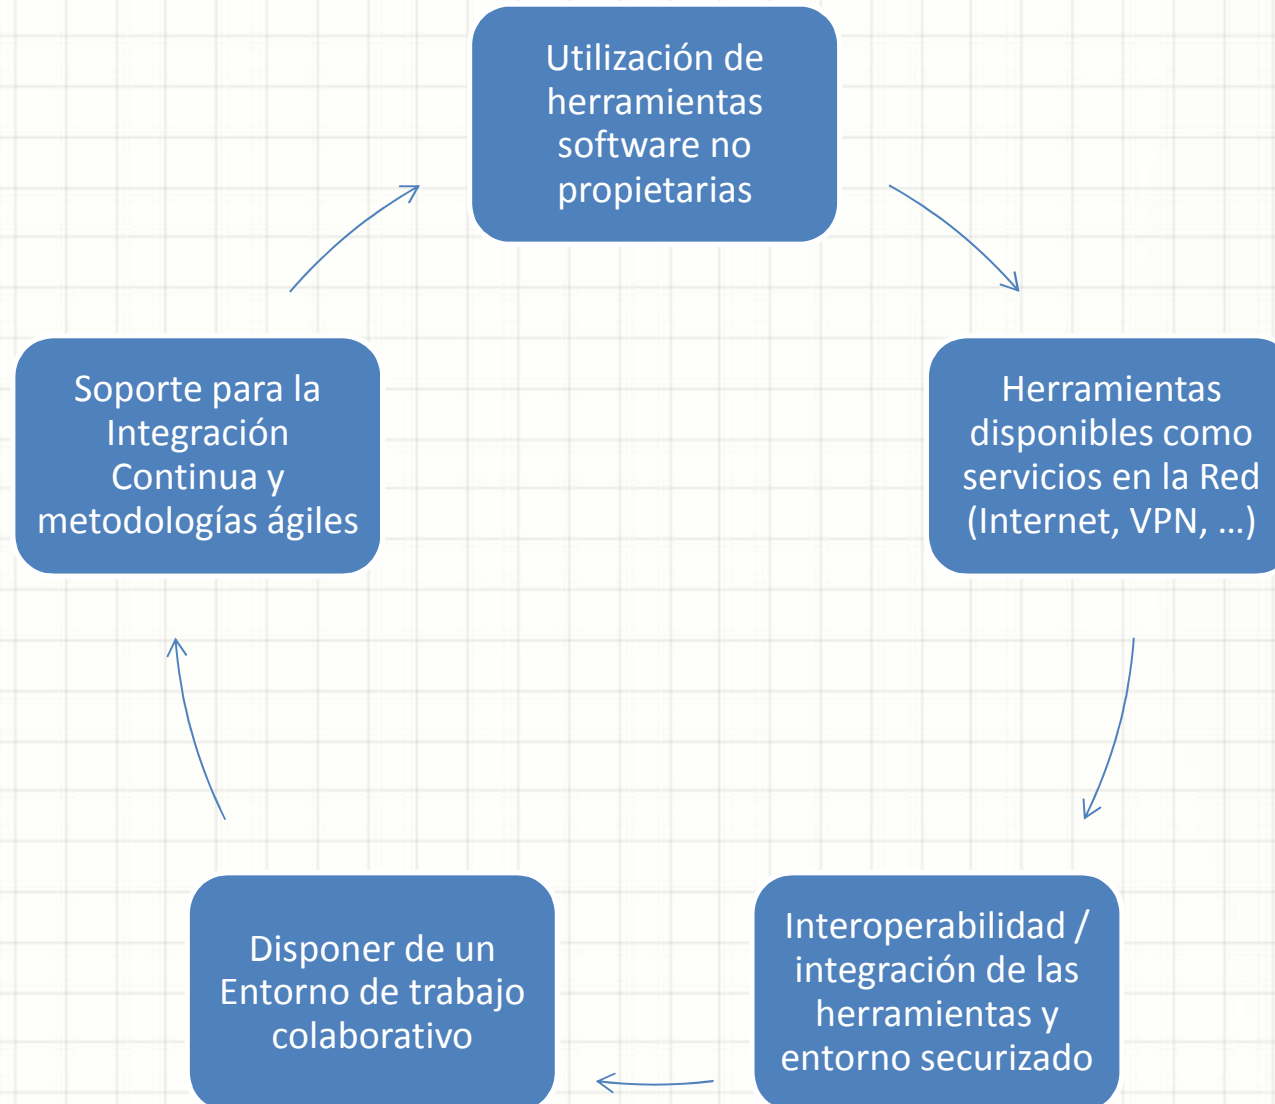 Utilización de
herramientas
software no
propietarias
Herramientas
disponibles como
servicios en la Red
(Internet, VPN, …)
Interoperabilidad /
integración de las
herramientas y
entorno securizado
Disponer de un
Entorno de trabajo
colaborativo
Soporte para la
Integración
Continua y
metodologías ágiles